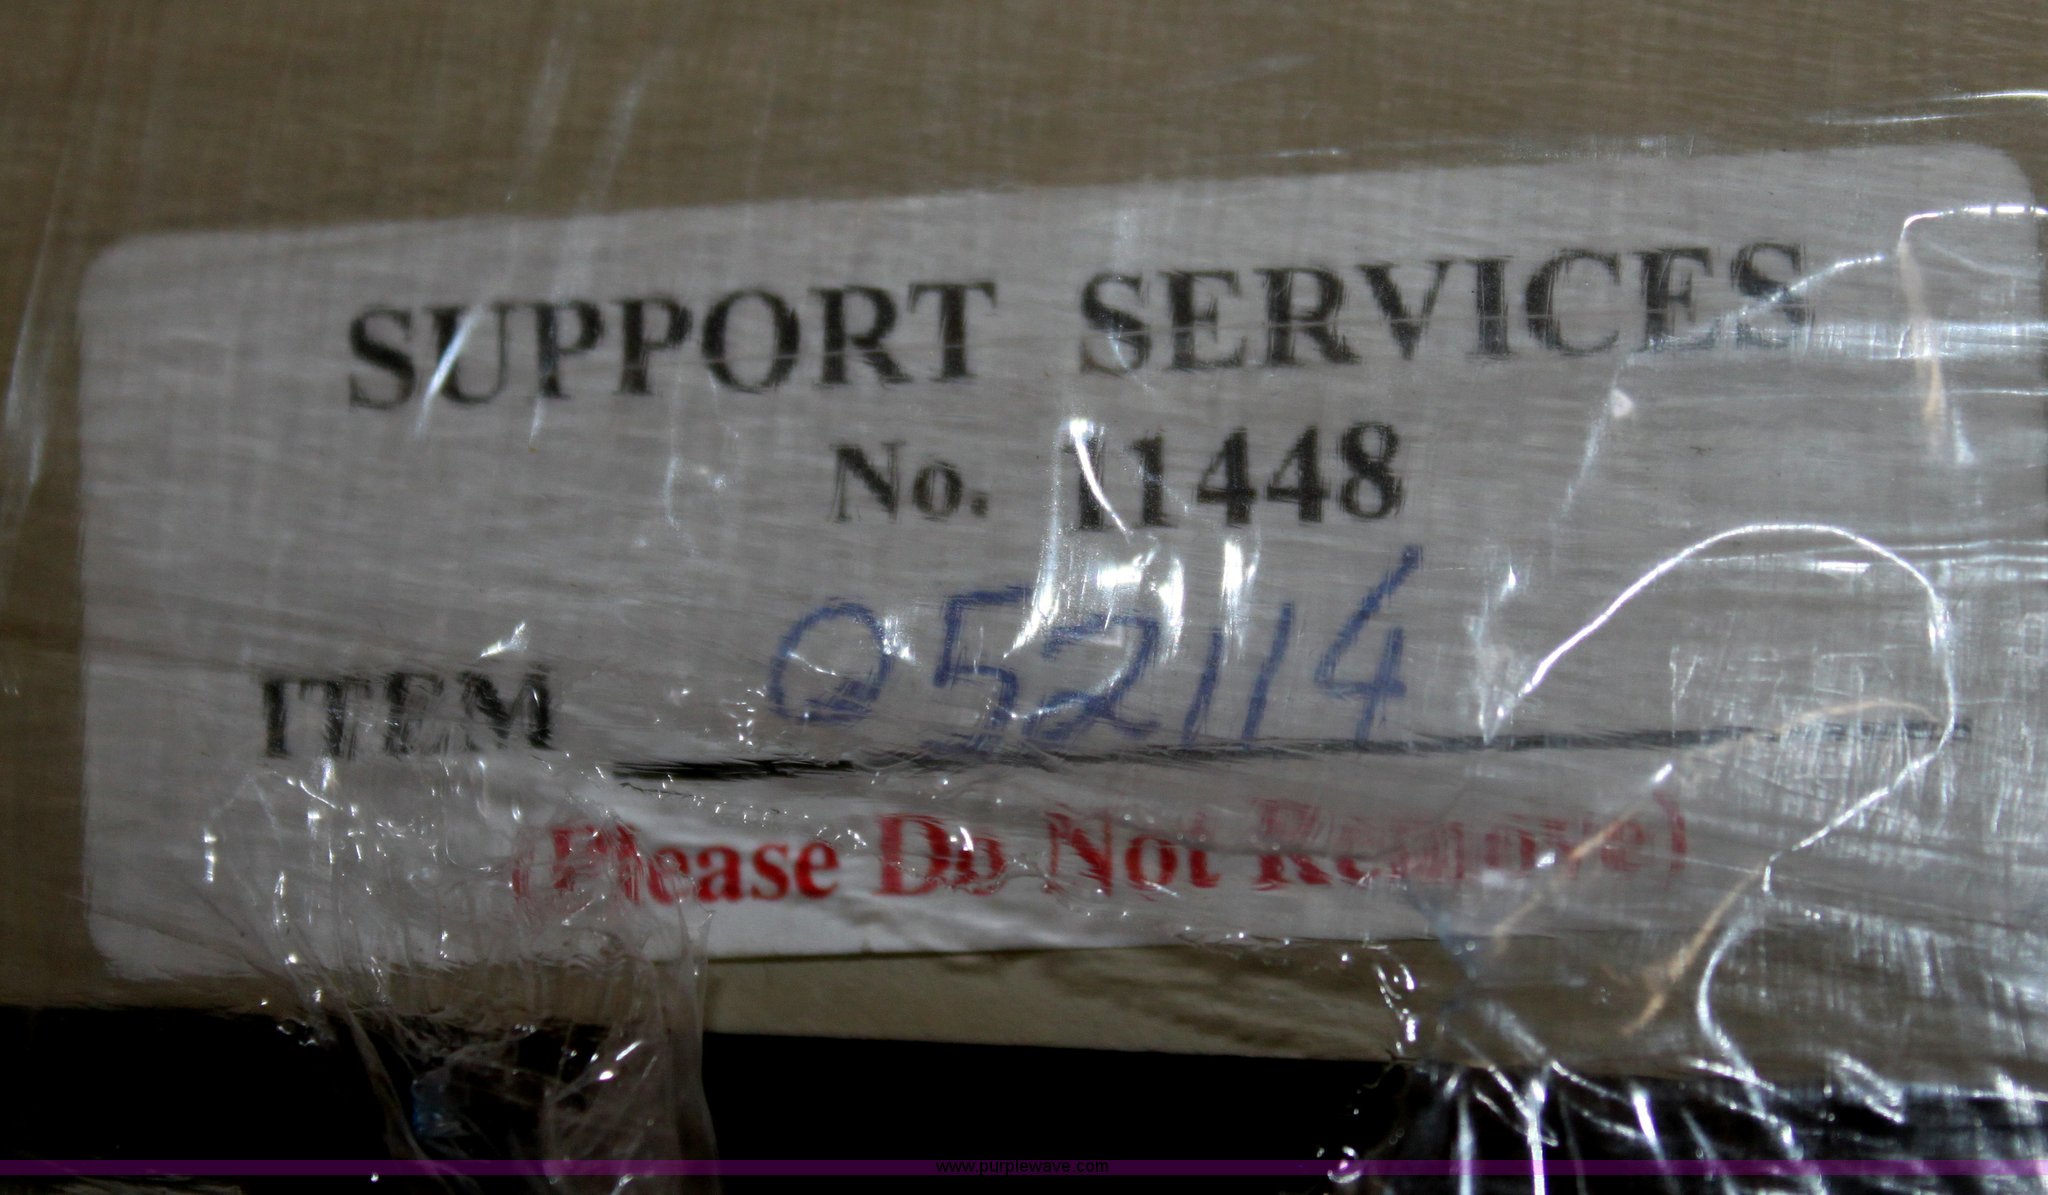 SUPPORT SERVICES
No. 11448
ITEM 052114
(Please Do Not Remove)
www.purplewave.com